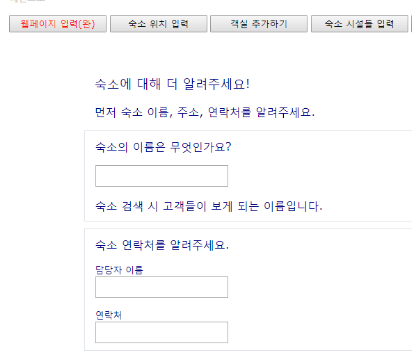 웹페이지 입력(완)
숙소 위치 입력
객실 추가하기
숙소 시설들 입력
숙소에 대해 더 알려주세요!
먼저 숙소 이름, 주소, 연락처를 알려주세요.
숙소의 이름은 무엇인가요?
숙소 검색 시 고객들이 보게 되는 이름입니다.
숙소 연락처를 알려주세요.
담당자 이름
연락처